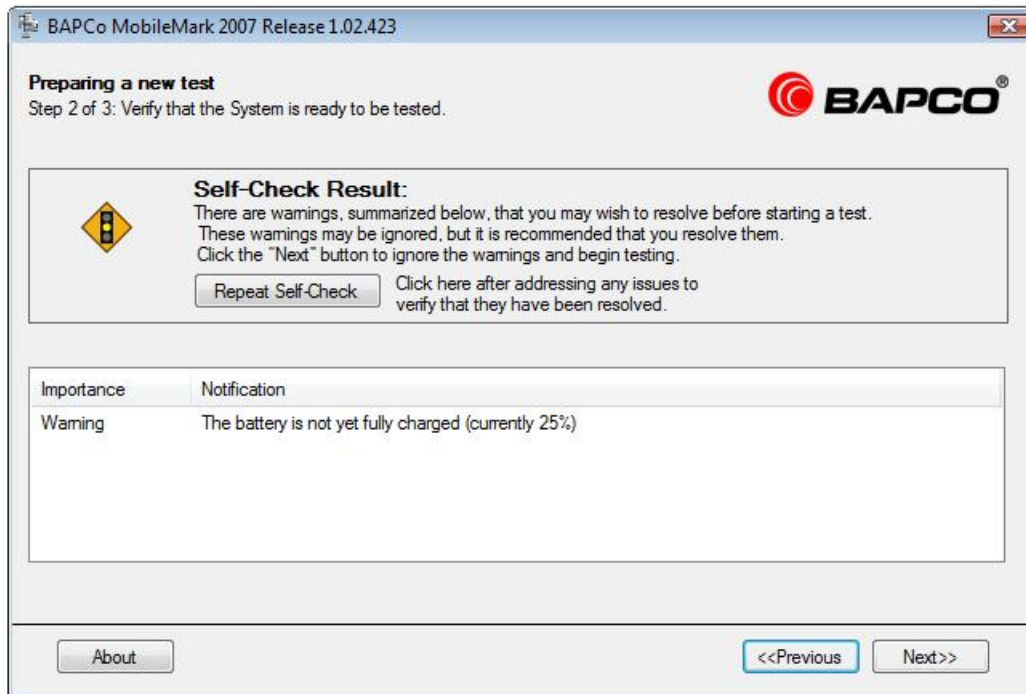 BAPCo MobileMark 2007 Release 1.02.423
Preparing a new test
Step 2 of 3: Verify that the System is ready to be tested.
BAPCO®
Self-Check Result:
There are warnings, summarized below, that you may wish to resolve before starting a test.
These warnings may be ignored, but it is recommended that you resolve them.
Click the "Next" button to ignore the warnings and begin testing.
Repeat Self-Check
Click here after addressing any issues to
verify that they have been resolved.
Importance Notification
Warning The battery is not yet fully charged (currently 25%)
About <<Previous Next>>